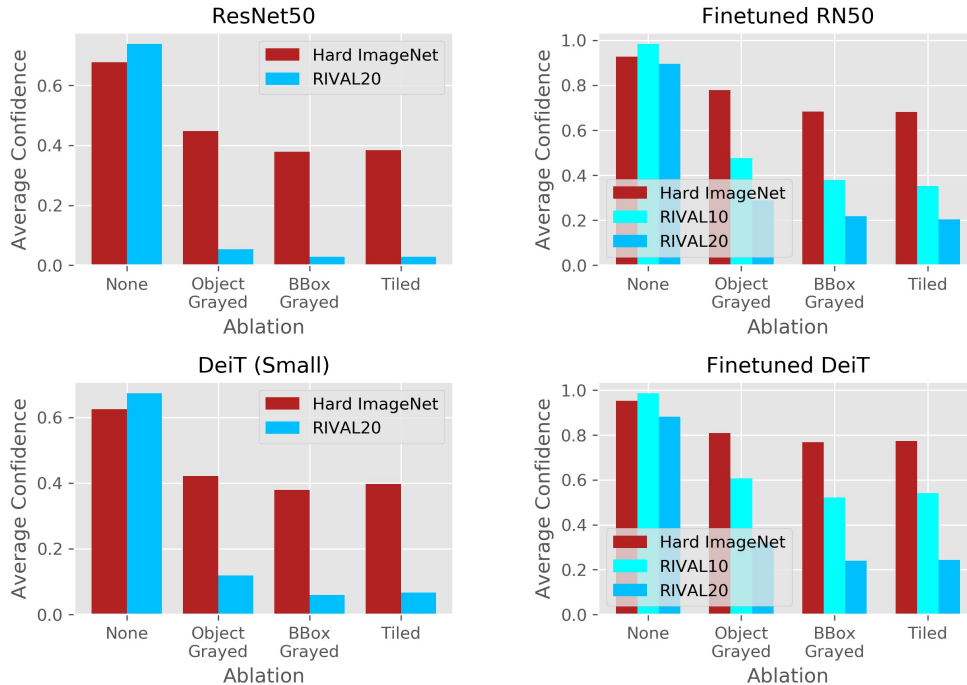 ResNet50
Average Confidence
0.6
0.4
0.2
0.0
Hard ImageNet
RIVAL20
None
Object
Grayed
BBox
Grayed
Tiled
Ablation
Finetuned RN50
Average Confidence
1.0
0.8
0.6
0.4
0.2
0.0
Hard ImageNet
RIVAL10
RIVAL20
None
Object
Grayed
BBox
Grayed
Tiled
Ablation
DeiT (Small)
Average Confidence
0.6
0.4
0.2
0.0
Hard ImageNet
RIVAL20
None
Object
Grayed
BBox
Grayed
Tiled
Ablation
Finetuned DeiT
Average Confidence
1.0
0.8
0.6
0.4
0.2
0.0
Hard ImageNet
RIVAL10
RIVAL20
None
Object
Grayed
BBox
Grayed
Tiled
Ablation